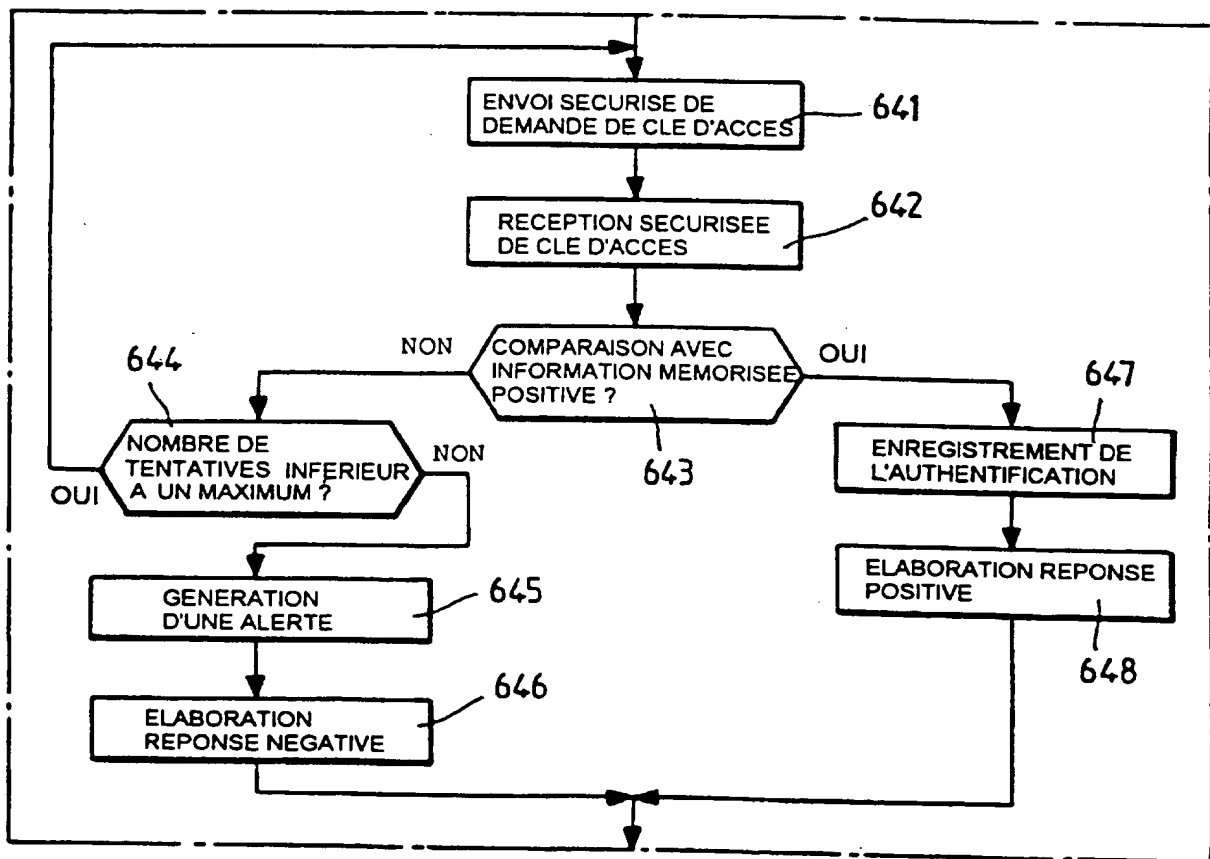 ENVOI SECURISE DE
DEMANDE DE CLE D'ACCES
641
RECEPTION SECURISEE
DE CLE D'ACCES
642
COMPARAISON AVEC
INFORMATION MEMORISEE
POSITIVE ?
643
NON
OUI
644
NOMBRE DE
TENTATIVES INFERIEUR
A UN MAXIMUM ?
OUI
NON
647
ENREGISTREMENT DE
L'AUTHENTIFICATION
GENERATION
D'UNE ALERTE
645
ELABORATION REPONSE
POSITIVE
648
ELABORATION
REPONSE NEGATIVE
646